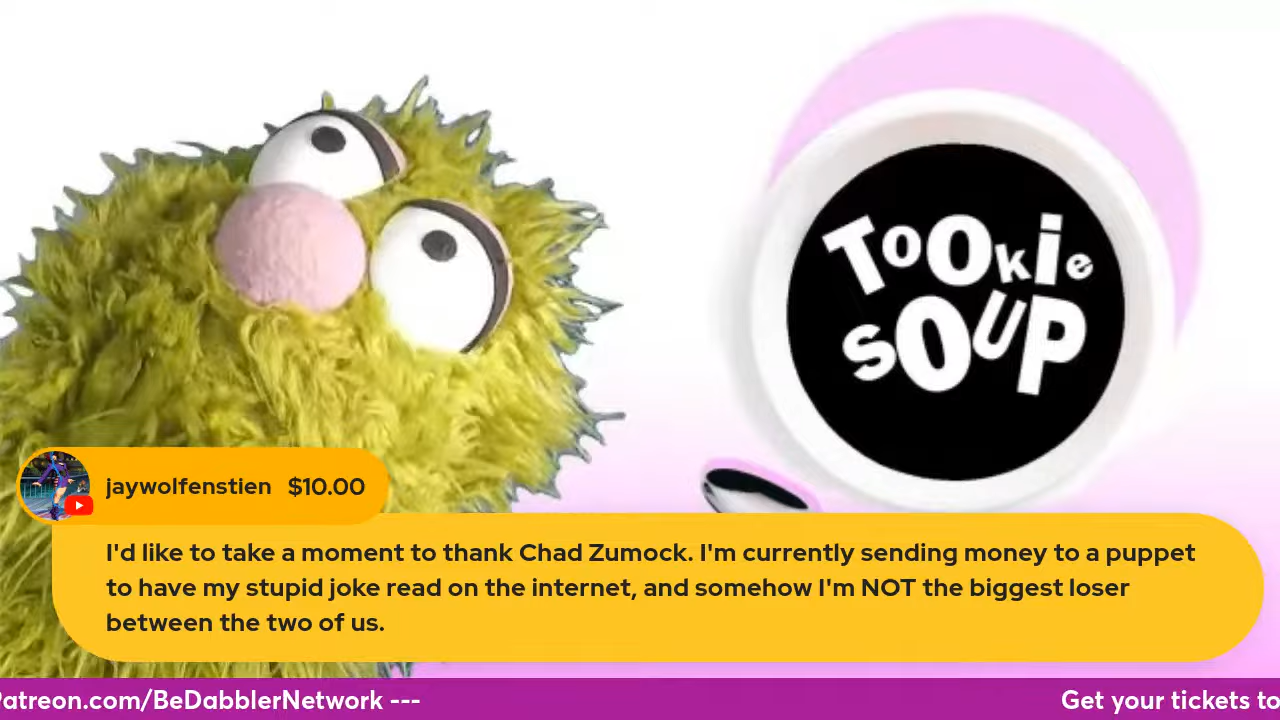 TOOkie
SOUP
jaywolfenstien $10.00
I'd like to take a moment to thank Chad Zumock. I'm currently sending money to a puppet
to have my stupid joke read on the internet, and somehow I'm NOT the biggest loser
between the two of us.
Patreon.com/BeDabblerNetwork --- Get your tickets to